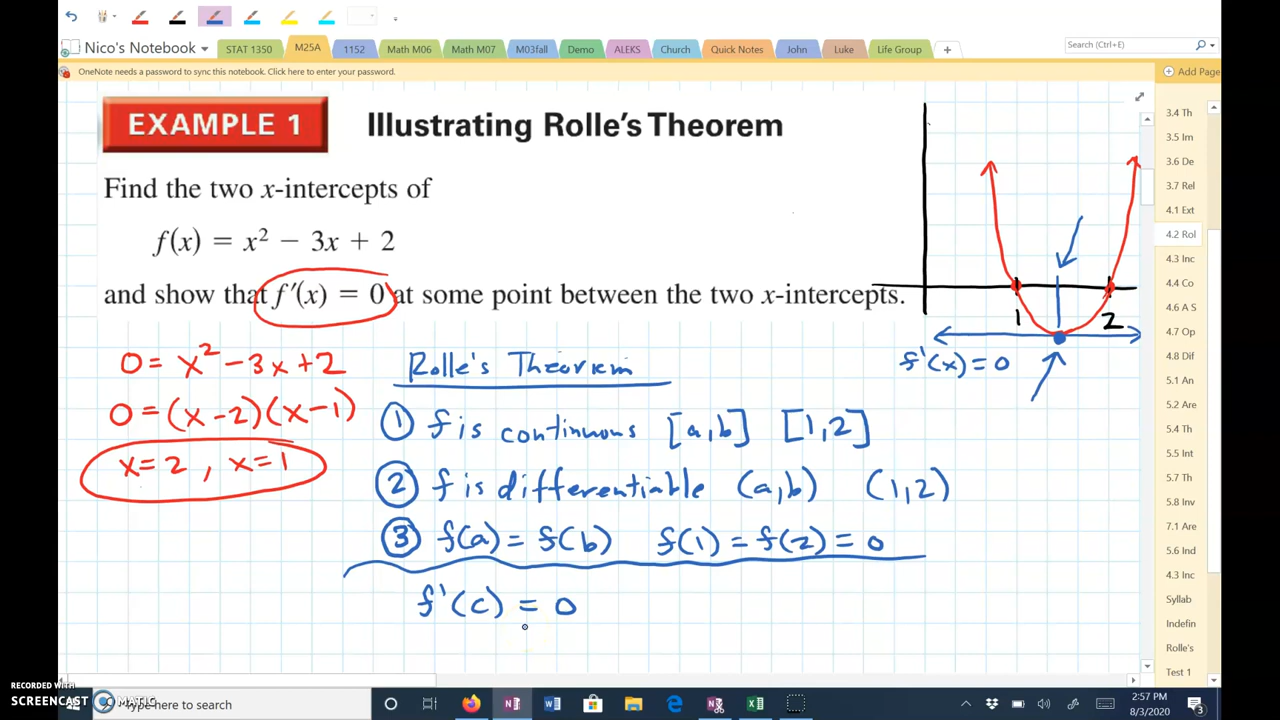 Nico's Notebook
STAT 1350
M25A
1152
Math M06
Math M07
M03fall
Demo
ALEKS
Church
Quick Notes
John
Luke
Life Group
Search (Ctrl+E)
OneNote needs a password to sync this notebook. Click here to enter your password.
Add Page
EXAMPLE 1 Illustrating Rolle's Theorem
Find the two x-intercepts of
f(x) = x² − 3x + 2
and show that f′(x) = 0 at some point between the two x-intercepts.
1 2
f'(x) = 0
0 = x² − 3x + 2
0 = (x − 2)(x − 1)
x = 2 , x = 1
Rolle's Theorem
① f is continuous [a,b] [1,2]
② f is differentiable (a,b) (1,2)
③ f(a) = f(b) f(1) = f(2) = 0
f'(c) = 0
3.4 Th
3.5 Im
3.6 De
3.7 Rel
4.1 Ext
4.2 Rol
4.3 Inc
4.4 Co
4.6 A S
4.7 Op
4.8 Dif
5.1 An
5.2 Are
5.4 Th
5.5 Int
5.7 Th
5.8 Inv
7.1 Are
5.6 Ind
4.3 Inc
Syllab
Indefin
Rolle's
Test 1
RECORDED WITH
SCREENCAST MATIC
Type here to search
2:57 PM
8/3/2020
3